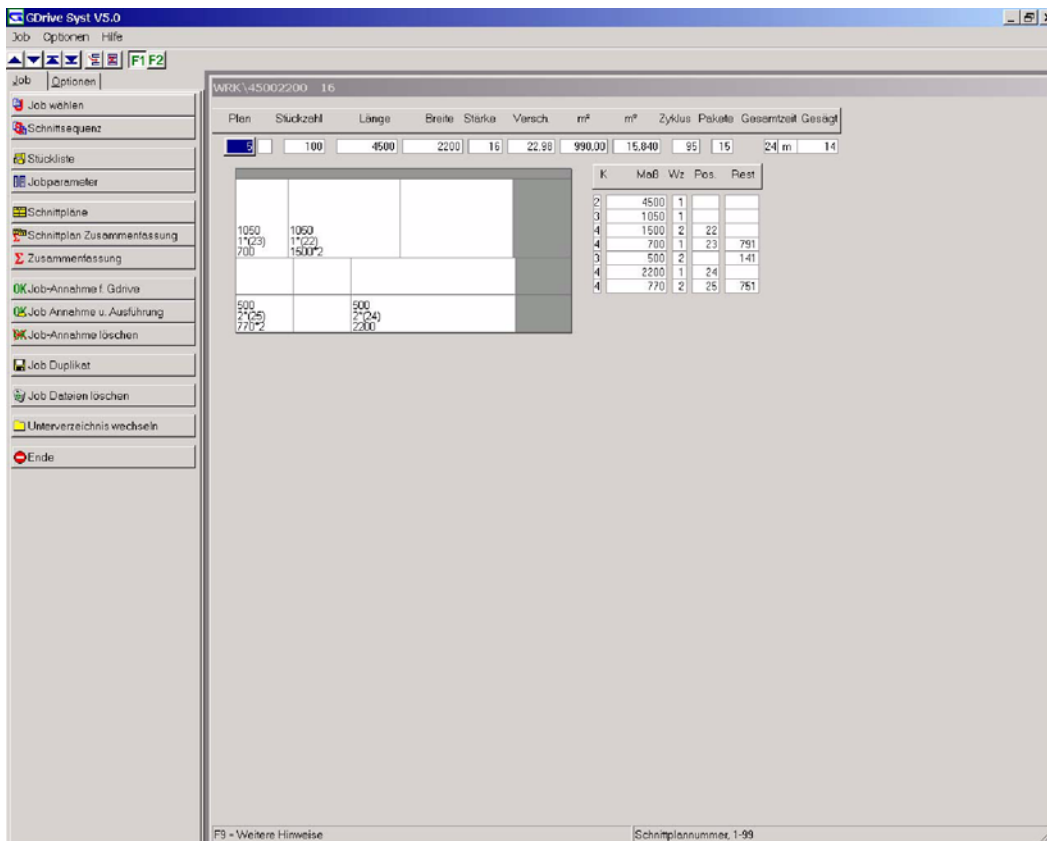 GDrive Syst V5.0
Job Optionen Hilfe
F1 F2
Job Optionen
Job wählen
Schnittsequenz
Stückliste
Jobparameter
Schnittpläne
Schnittplan Zusammenfassung
Zusammenfassung
OK Job-Annahme f. Gdrive
OK Job Annahme u. Ausführung
OK Job-Annahme löschen
Job Duplikat
Job Dateien löschen
Unterverzeichnis wechseln
Ende
WRK\45002200 16
Plan Stückzahl Länge Breite Stärke Versch. m² m³ Zyklus Pakete Gesamtzeit Gesägt
5 100 4500 2200 16 22.98 990.00 15.840 95 15 24 m 14
1050 1050
1*(23) 1*(22)
700 1500*2
500 500
2*(25) 2*(24)
770*2 2200
K Maß Wz Pos. Rest
2 4500 1
3 1050 1
4 1500 2 22
4 700 1 23 791
3 500 2 141
4 2200 1 24
4 770 2 25 751
F9 - Weitere Hinweise Schnittplannummer, 1-99